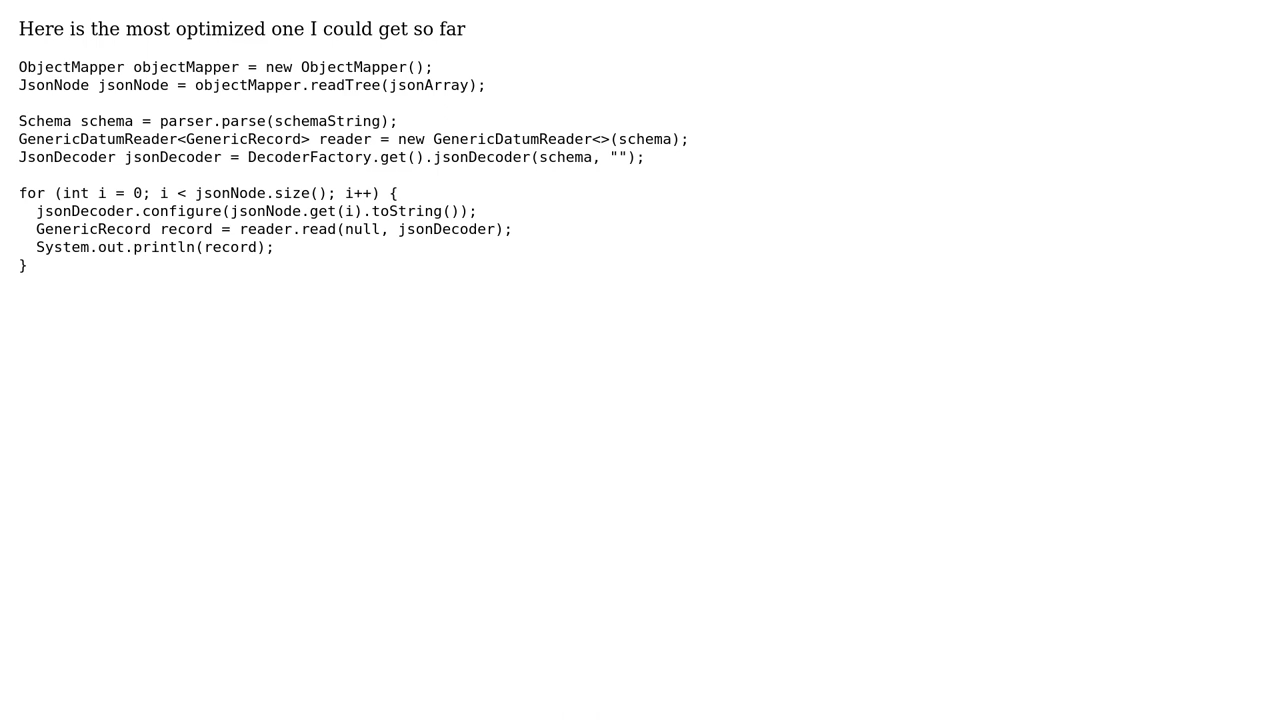 Here is the most optimized one I could get so far
ObjectMapper objectMapper = new ObjectMapper();
JsonNode jsonNode = objectMapper.readTree(jsonArray);

Schema schema = parser.parse(schemaString);
GenericDatumReader<GenericRecord> reader = new GenericDatumReader<>(schema);
JsonDecoder jsonDecoder = DecoderFactory.get().jsonDecoder(schema, "");

for (int i = 0; i < jsonNode.size(); i++) {
  jsonDecoder.configure(jsonNode.get(i).toString());
  GenericRecord record = reader.read(null, jsonDecoder);
  System.out.println(record);
}